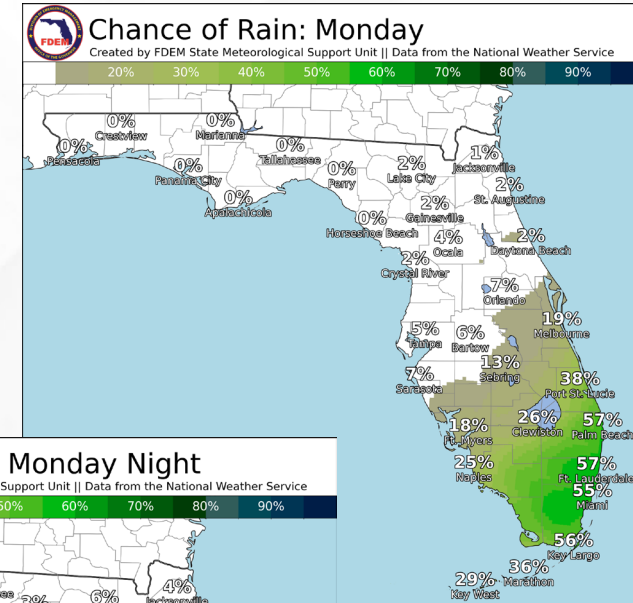 FDEM
Chance of Rain: Monday
Created by FDEM State Meteorological Support Unit || Data from the National Weather Service
20% 30% 40% 50% 60% 70% 80% 90%
0%
Crestview
0%
Marianna
0%
Pensacola
0%
Tallahassee
0%
Panama City
0%
Perry
0%
Apalachicola
2%
Lake City
1%
Jacksonville
2%
St. Augustine
2%
Gainesville
0%
Horseshoe Beach
4%
Ocala
2%
Daytona Beach
2%
Crystal River
7%
Orlando
5%
Tampa
6%
Bartow
19%
Melbourne
13%
Sebring
7%
Sarasota
38%
Port St. Lucie
18%
Ft. Myers
26%
Clewiston
57%
Palm Beach
25%
Naples
57%
Ft. Lauderdale
55%
Miami
56%
Key Largo
36%
Marathon
29%
Key West
Monday Night
Support Unit || Data from the National Weather Service
50% 60% 70% 80% 90%
4%
Jacksonville
6%
3%
ee